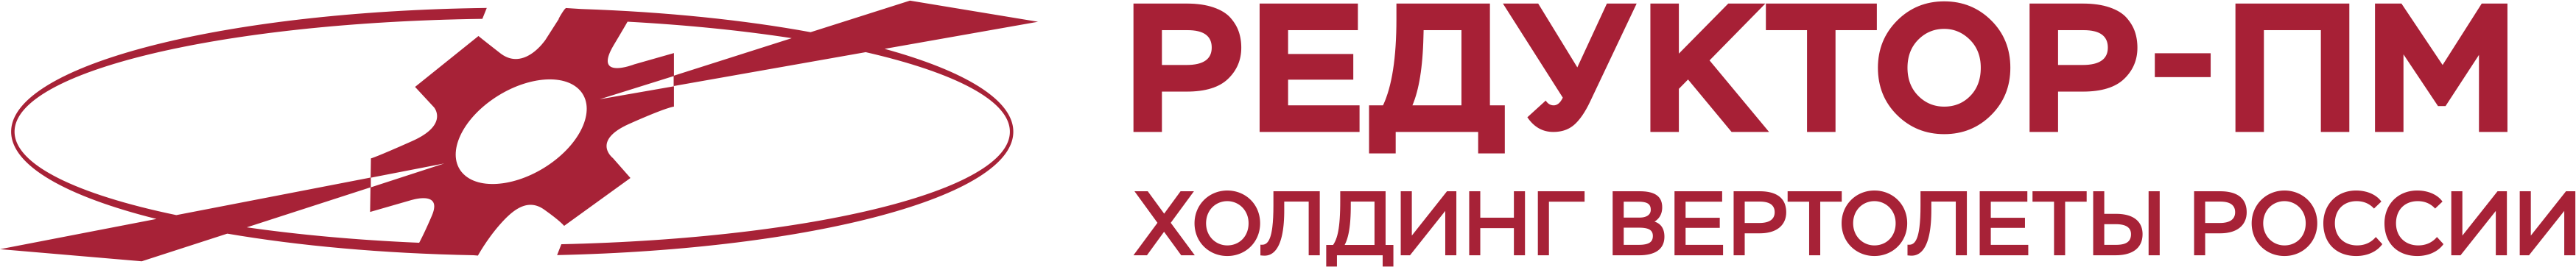 РЕДУКТОР-ПМ
ХОЛДИНГ ВЕРТОЛЕТЫ РОССИИ